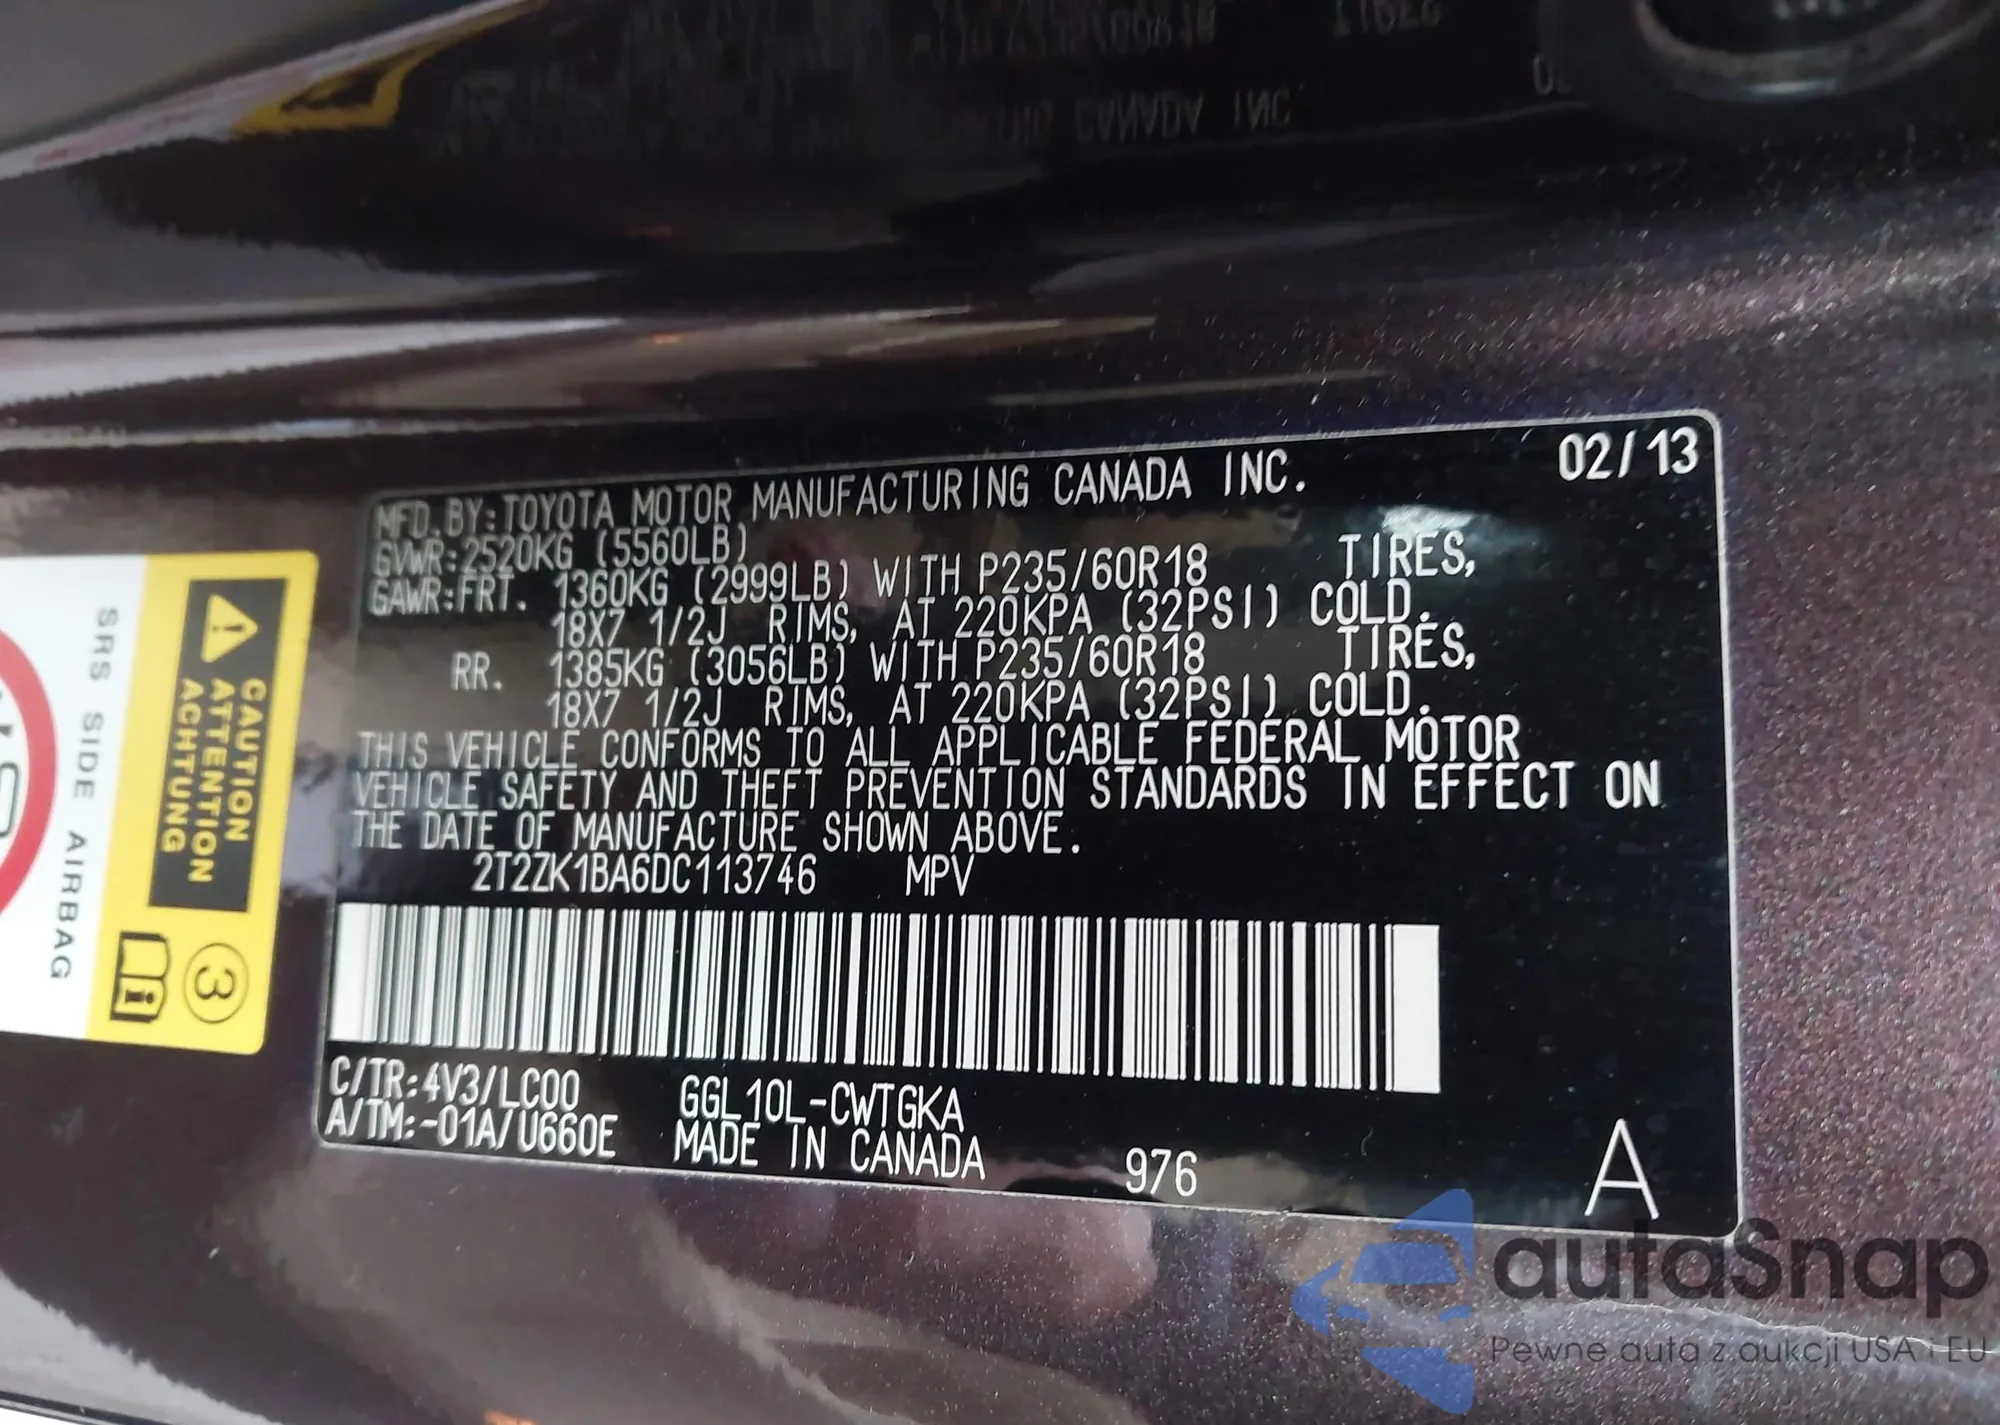 MFD.BY:TOYOTA MOTOR MANUFACTURING CANADA INC. 02/13
GVWR:2520KG (5560LB)
GAWR:FRT. 1360KG (2999LB) WITH P235/60R18 TIRES,
18X7 1/2J RIMS, AT 220KPA (32PSI) COLD.
RR. 1385KG (3056LB) WITH P235/60R18 TIRES,
18X7 1/2J RIMS, AT 220KPA (32PSI) COLD.
THIS VEHICLE CONFORMS TO ALL APPLICABLE FEDERAL MOTOR
VEHICLE SAFETY AND THEFT PREVENTION STANDARDS IN EFFECT ON
THE DATE OF MANUFACTURE SHOWN ABOVE.
2T2ZK1BA6DC113746 MPV
C/TR:4V3/LC00 GGL10L-CWTGKA
A/TM:-01A/U660E MADE IN CANADA 976
A
CAUTION
ATTENTION
ACHTUNG
SRS SIDE AIRBAG
3
i
autaSnap
Pewne auta z aukcji USA i EU